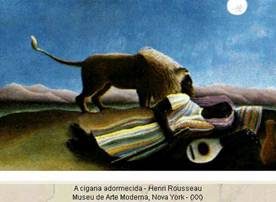 A cigana adormecida - Henri Rousseau
Museu de Arte Moderna, Nova York - (XX)